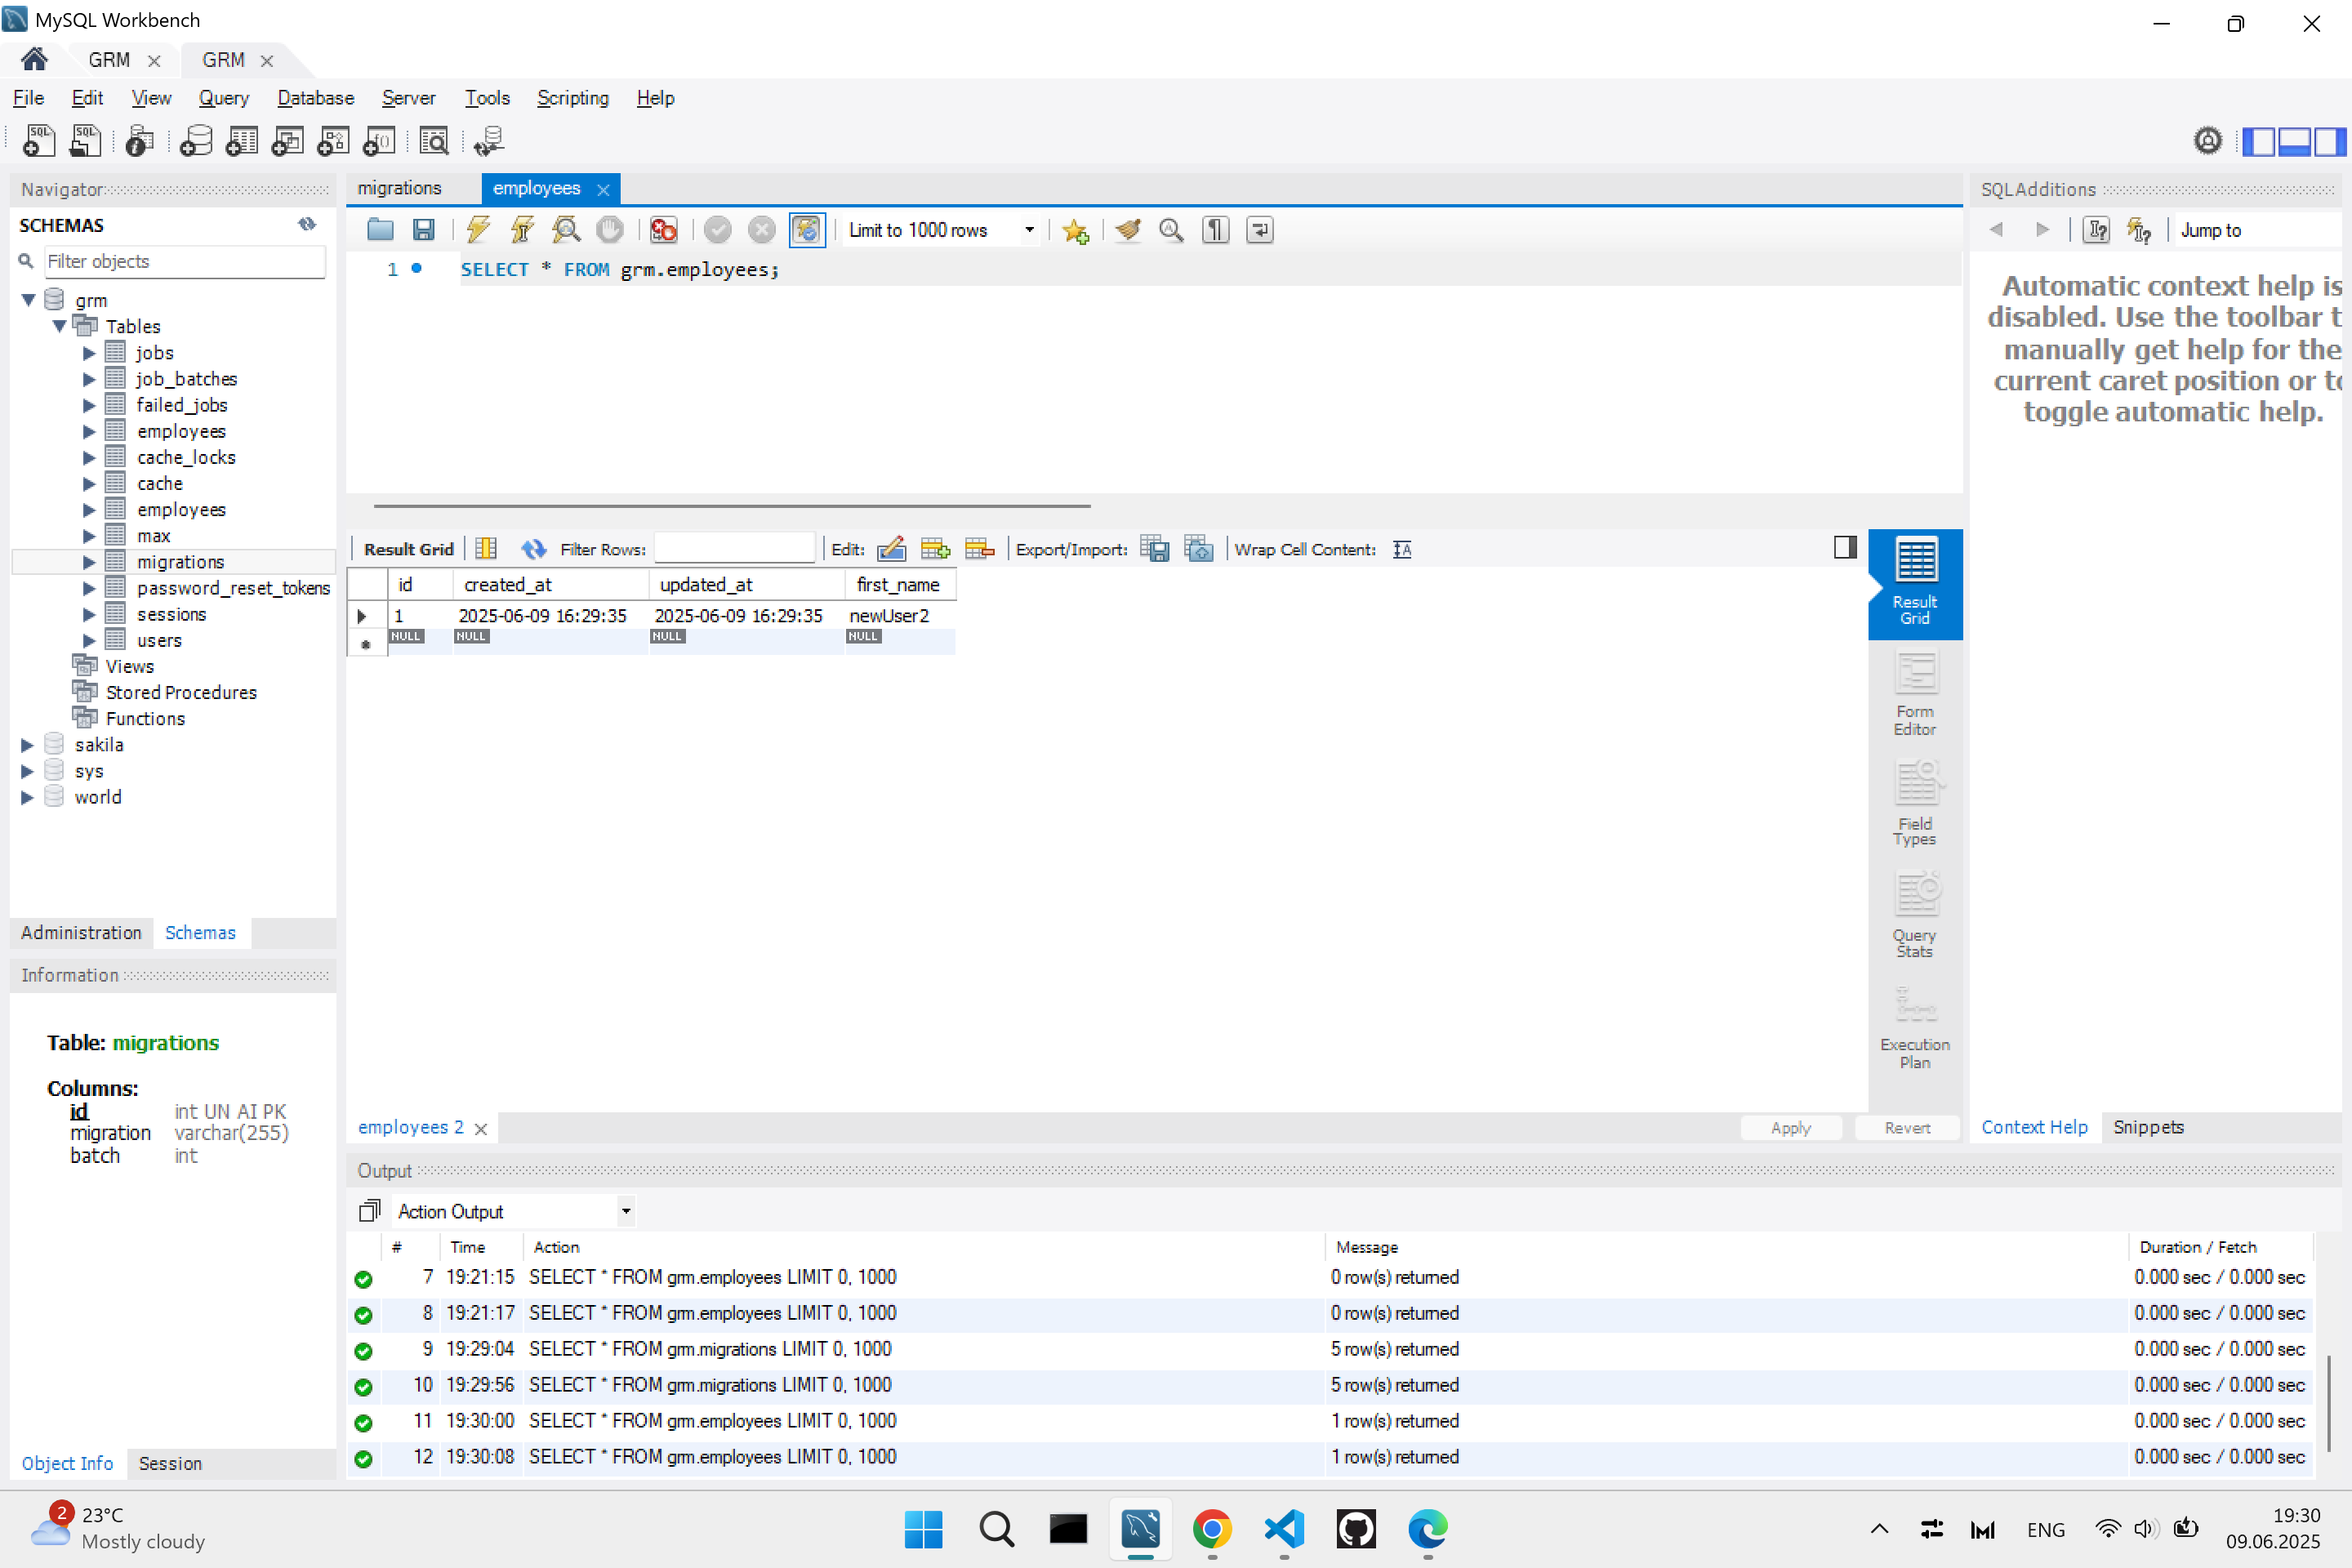 MySQL Workbench
GRM GRM
File Edit View Query Database Server Tools Scripting Help
Navigator
SCHEMAS
Filter objects
grm
Tables
jobs
job_batches
failed_jobs
employees
cache_locks
cache
employees
max
migrations
password_reset_tokens
sessions
users
Views
Stored Procedures
Functions
sakila
sys
world
Administration Schemas
Information
Table: migrations
Columns:
id int UN AI PK
migration varchar(255)
batch int
Object Info Session
migrations employees
Limit to 1000 rows
1 SELECT * FROM grm.employees;
Result Grid Filter Rows: Edit: Export/Import: Wrap Cell Content:
id created_at updated_at first_name
1 2025-06-09 16:29:35 2025-06-09 16:29:35 newUser2
NULL NULL NULL NULL
Result
Grid
Form
Editor
Field
Types
Query
Stats
Execution
Plan
employees 2 Apply Revert
SQLAdditions
Jump to
Automatic context help is
disabled. Use the toolbar t
manually get help for the
current caret position or to
toggle automatic help.
Context Help Snippets
Output
Action Output
# Time Action Message Duration / Fetch
7 19:21:15 SELECT * FROM grm.employees LIMIT 0, 1000 0 row(s) returned 0.000 sec / 0.000 sec
8 19:21:17 SELECT * FROM grm.employees LIMIT 0, 1000 0 row(s) returned 0.000 sec / 0.000 sec
9 19:29:04 SELECT * FROM grm.migrations LIMIT 0, 1000 5 row(s) returned 0.000 sec / 0.000 sec
10 19:29:56 SELECT * FROM grm.migrations LIMIT 0, 1000 5 row(s) returned 0.000 sec / 0.000 sec
11 19:30:00 SELECT * FROM grm.employees LIMIT 0, 1000 1 row(s) returned 0.000 sec / 0.000 sec
12 19:30:08 SELECT * FROM grm.employees LIMIT 0, 1000 1 row(s) returned 0.000 sec / 0.000 sec
2
23°C
Mostly cloudy
ENG
19:30
09.06.2025